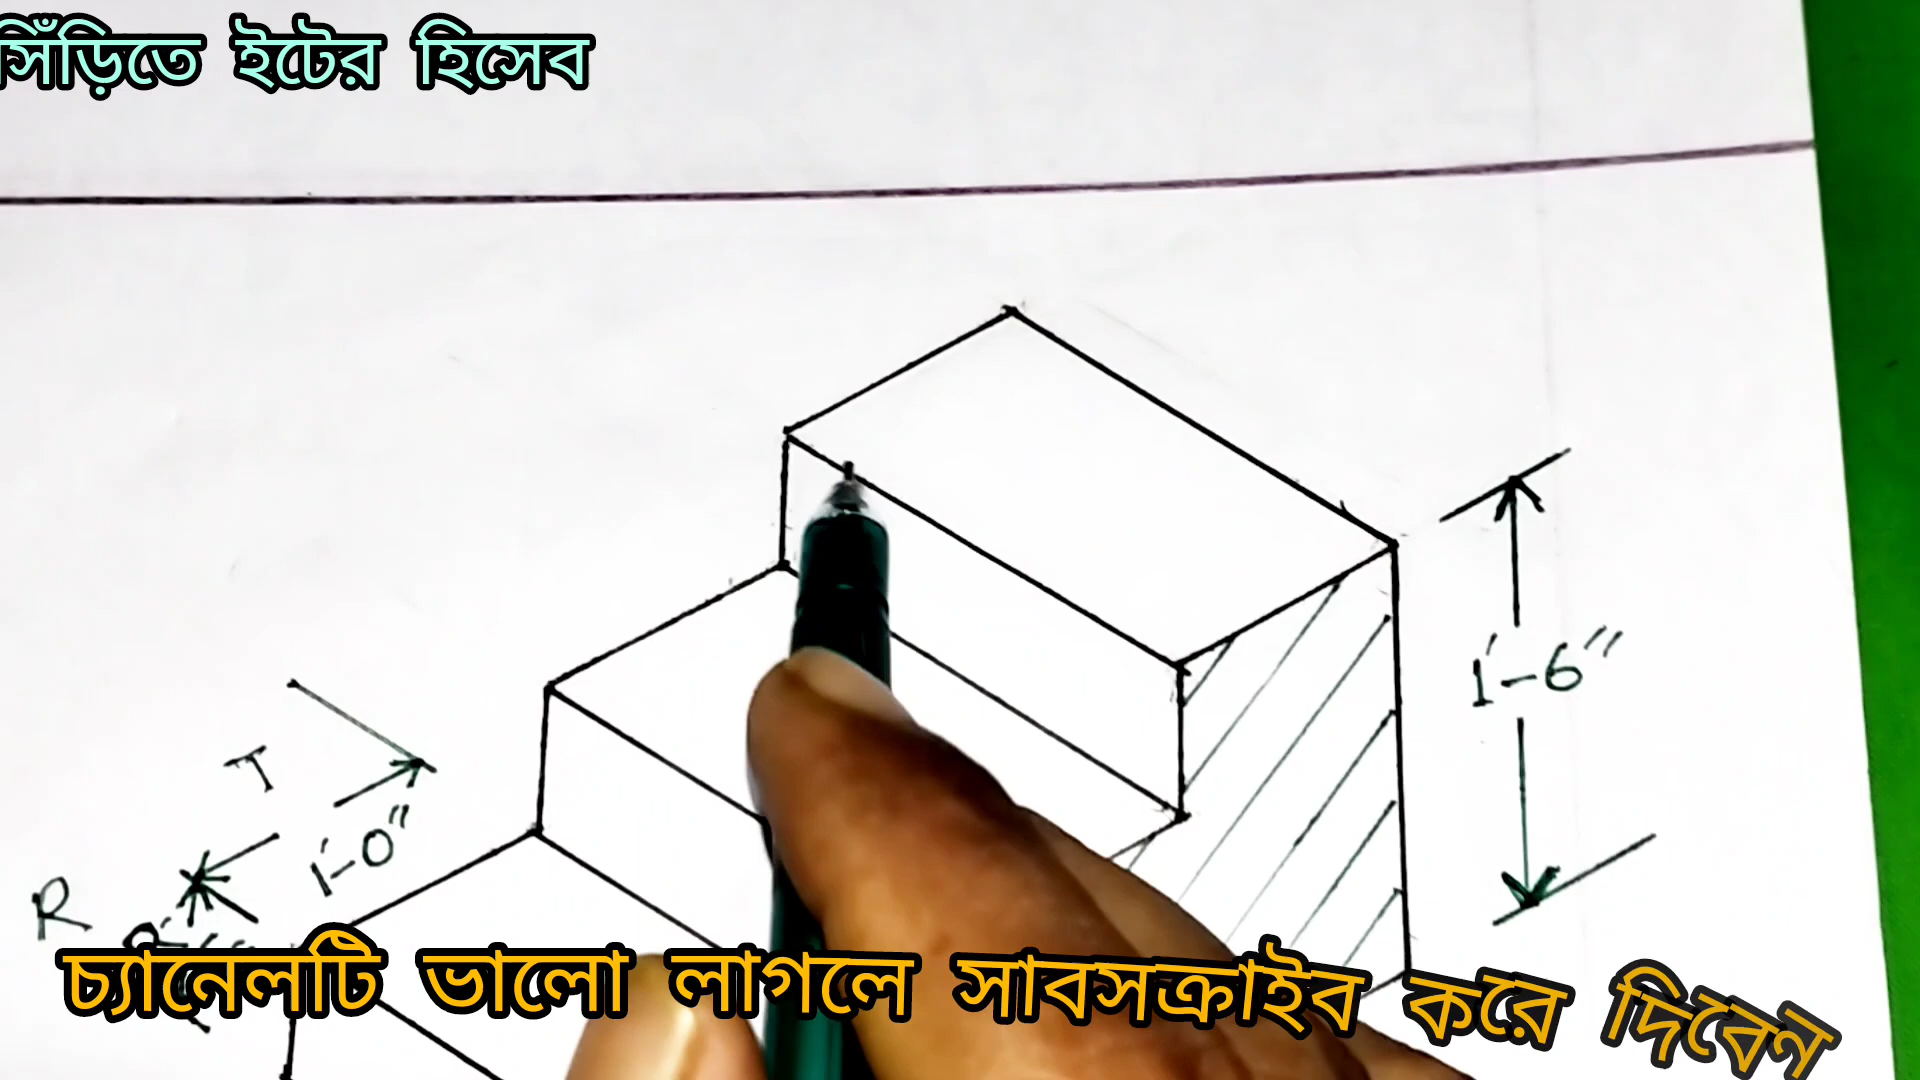 সিঁড়িতে ইটের হিসেব
1'-6"
T
1'-0"
R
চ্যানেলটি ভালো লাগলে সাবসক্রাইব করে দিবেন